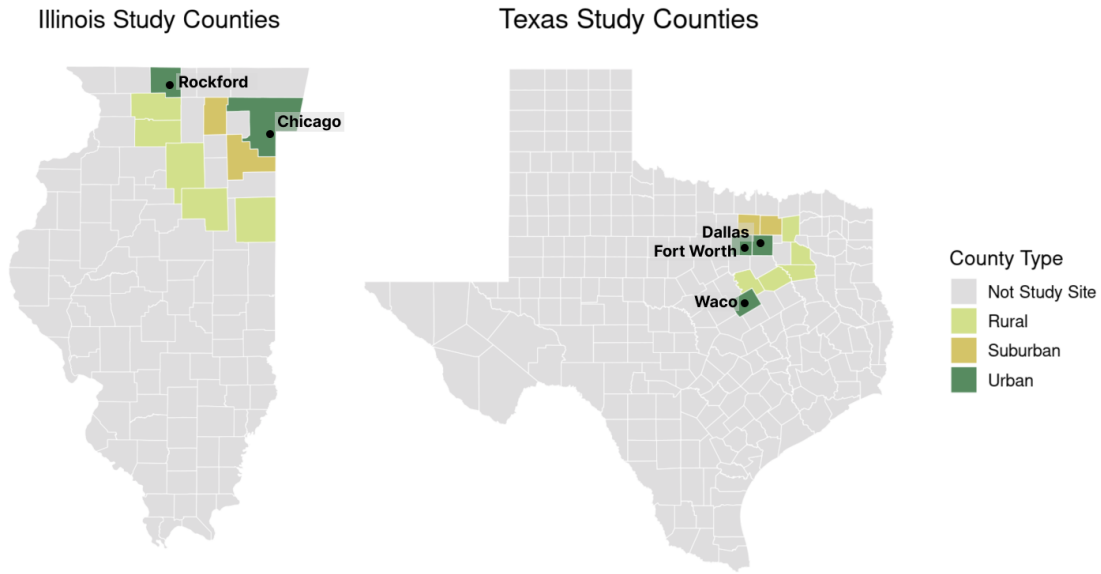 Illinois Study Counties
Texas Study Counties
Rockford
Chicago
Dallas
Fort Worth
Waco
County Type
Not Study Site
Rural
Suburban
Urban